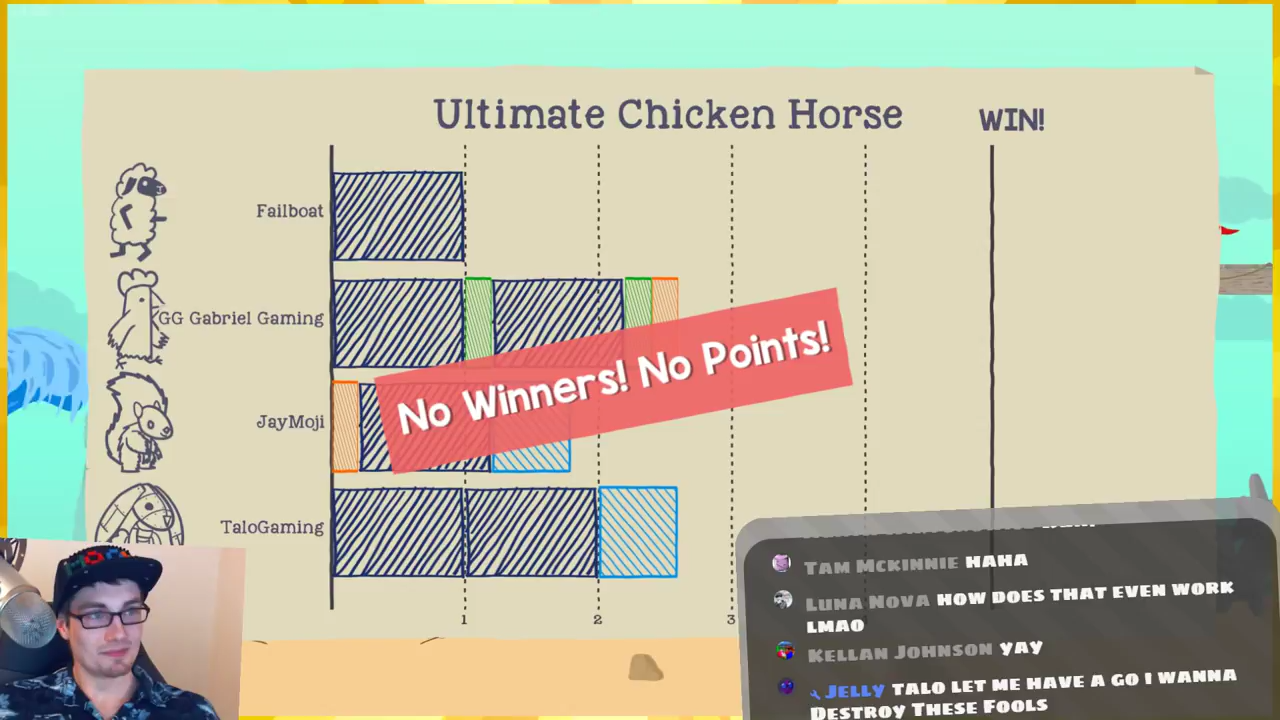 Ultimate Chicken Horse
WIN!
Failboat
GG Gabriel Gaming
No Winners! No Points!
JayMoji
TaloGaming
1
2
3
TAM MCKINNIE HAHA
LUNA NOVA HOW DOES THAT EVEN WORK
LMAO
KELLAN JOHNSON YAY
JELLY TALO LET ME HAVE A GO I WANNA
DESTROY THESE FOOLS